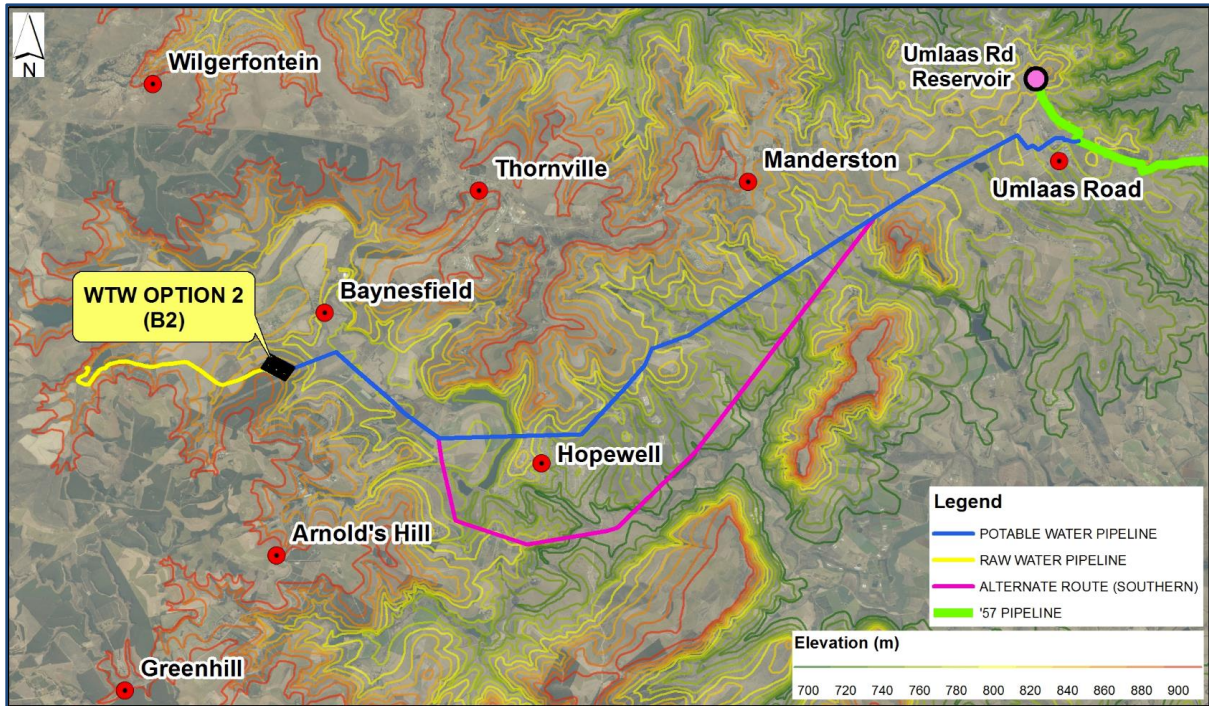 N
Wilgerfontein
Umlaas Rd
Reservoir
Thornville
Manderston
Umlaas Road
WTW OPTION 2
(B2)
Baynesfield
Hopewell
Arnold's Hill
Greenhill
Legend
POTABLE WATER PIPELINE
RAW WATER PIPELINE
ALTERNATE ROUTE (SOUTHERN)
'57 PIPELINE
Elevation (m)
700 720 740 760 780 800 820 840 860 880 900